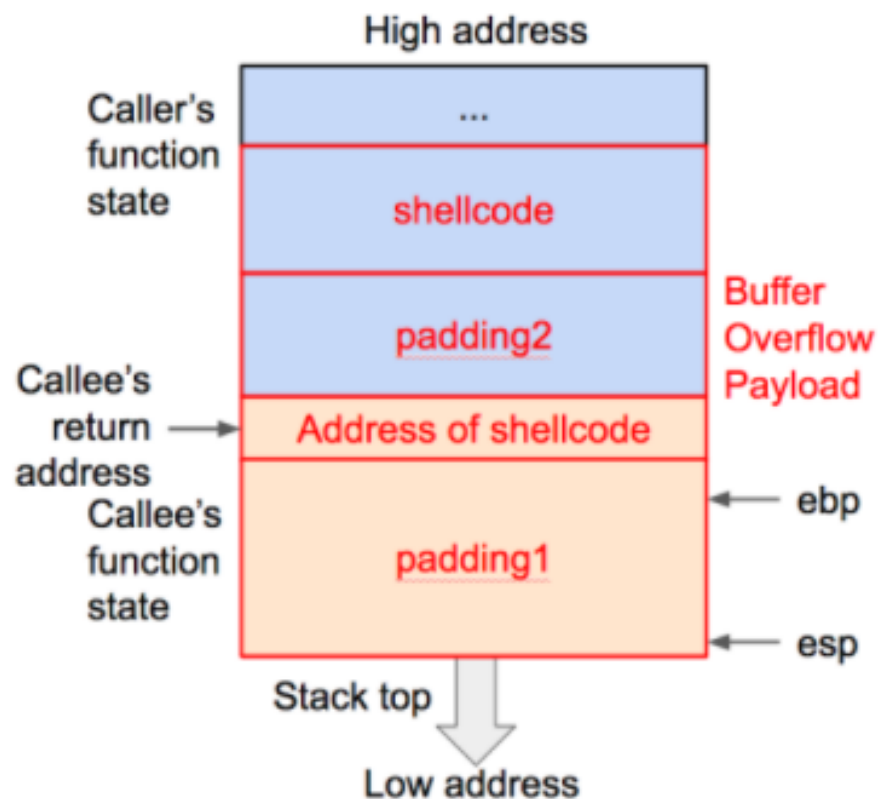 High address
Caller's
function
state
...
shellcode
padding2
Buffer
Overflow
Payload
Callee's
return
address
Address of shellcode
Callee's
function
state
padding1
ebp
esp
Stack top
Low address